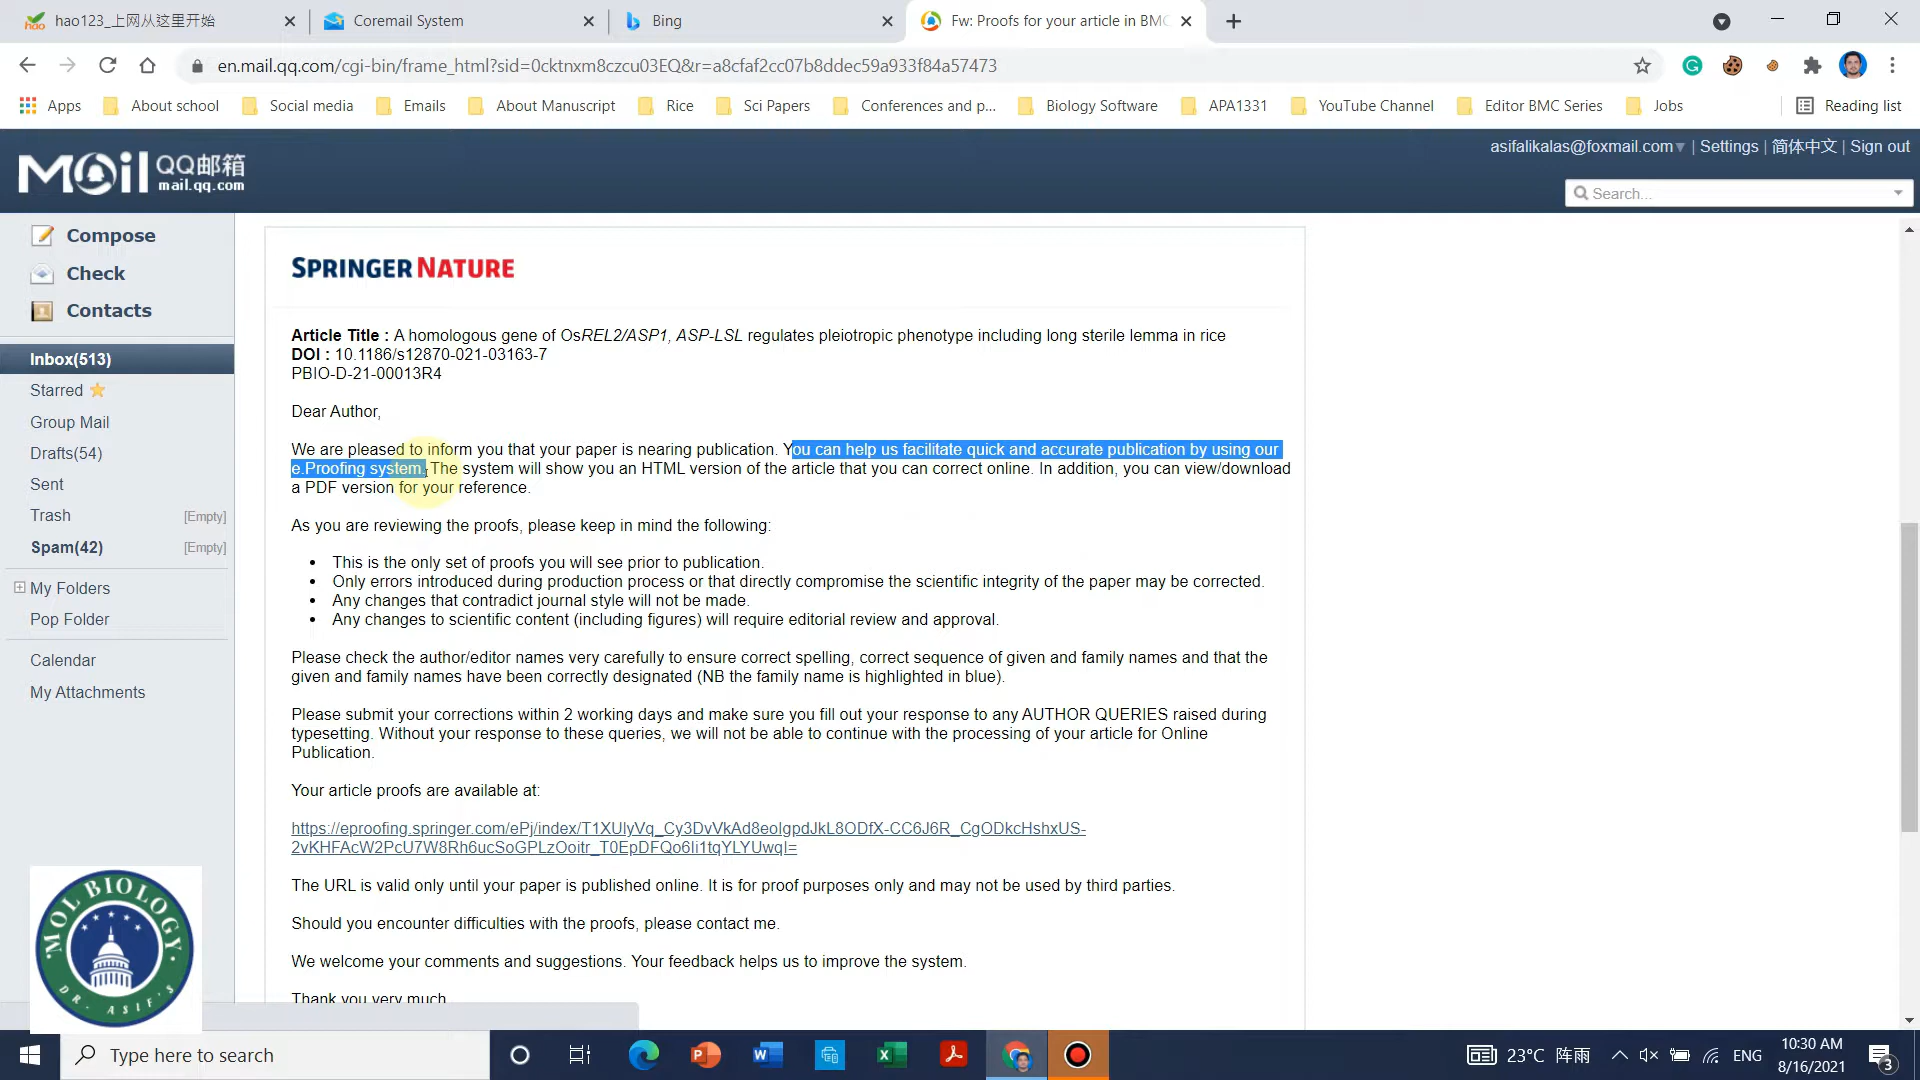 hao123_上网从这里开始
Coremail System
Bing
Fw: Proofs for your article in BMC
en.mail.qq.com/cgi-bin/frame_html?sid=0cktnxm8czcu03EQ&r=a8cfaf2cc07b8ddec59a933f84a57473
Apps
About school
Social media
Emails
About Manuscript
Rice
Sci Papers
Conferences and p...
Biology Software
APA1331
YouTube Channel
Editor BMC Series
Jobs
Reading list
Mail QQ邮箱
mail.qq.com
asifalikalas@foxmail.com | Settings | 简体中文 | Sign out
Search...
Compose
Check
Contacts
Inbox(513)
Starred
Group Mail
Drafts(54)
Sent
Trash [Empty]
Spam(42) [Empty]
My Folders
Pop Folder
Calendar
My Attachments
SPRINGER NATURE
Article Title : A homologous gene of OsREL2/ASP1, ASP-LSL regulates pleiotropic phenotype including long sterile lemma in rice
DOI : 10.1186/s12870-021-03163-7
PBIO-D-21-00013R4
Dear Author,
We are pleased to inform you that your paper is nearing publication. You can help us facilitate quick and accurate publication by using our
e.Proofing system. The system will show you an HTML version of the article that you can correct online. In addition, you can view/download
a PDF version for your reference.
As you are reviewing the proofs, please keep in mind the following:
• This is the only set of proofs you will see prior to publication.
• Only errors introduced during production process or that directly compromise the scientific integrity of the paper may be corrected.
• Any changes that contradict journal style will not be made.
• Any changes to scientific content (including figures) will require editorial review and approval.
Please check the author/editor names very carefully to ensure correct spelling, correct sequence of given and family names and that the
given and family names have been correctly designated (NB the family name is highlighted in blue).
Please submit your corrections within 2 working days and make sure you fill out your response to any AUTHOR QUERIES raised during
typesetting. Without your response to these queries, we will not be able to continue with the processing of your article for Online
Publication.
Your article proofs are available at:
https://eproofing.springer.com/ePj/index/T1XUlyVq_Cy3DvVkAd8eolgpdJkL8ODfX-CC6J6R_CgODkcHshxUS-
2vKHFAcW2PcU7W8Rh6ucSoGPLzOoitr_T0EpDFQo6Ii1tqYLYUwqI=
The URL is valid only until your paper is published online. It is for proof purposes only and may not be used by third parties.
Should you encounter difficulties with the proofs, please contact me.
We welcome your comments and suggestions. Your feedback helps us to improve the system.
Thank you very much
MOL BIOLOGY
DR. ASIF'S
Type here to search
23°C 阵雨
ENG
10:30 AM
8/16/2021
3